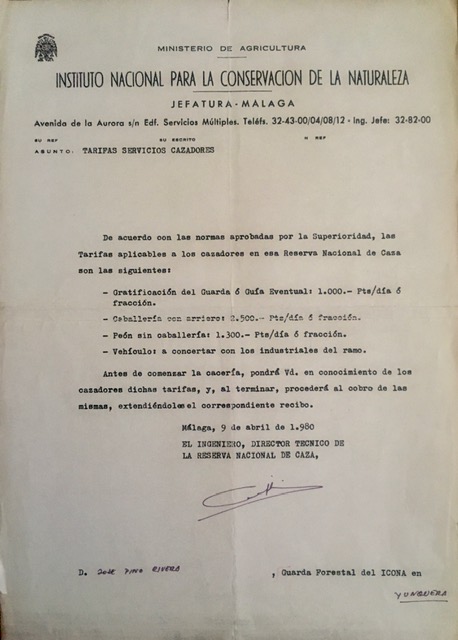 MINISTERIO DE AGRICULTURA
INSTITUTO NACIONAL PARA LA CONSERVACION DE LA NATURALEZA
JEFATURA - MALAGA
Avenida de la Aurora s/n Edf. Servicios Múltiples. Teléfs. 32-43-00/04/08/12 - Ing. Jefe: 32-82-00
SU REF SU ESCRITO N REF
ASUNTO: TARIFAS SERVICIOS CAZADORES
De acuerdo con las normas aprobadas por la Superioridad, las
Tarifas aplicables a los cazadores en esa Reserva Nacional de Caza
son las siguientes:
- Gratificación del Guarda ó Guía Eventual: 1.000.- Pts/día ó
fracción.
- Caballería con arriero: 2.500.- Pts/día ó fracción.
- Peón sin caballería: 1.300.- Pts/día ó fracción.
- Vehículo: a concertar con los industriales del ramo.
Antes de comenzar la cacería, pondrá Vd. en conocimiento de los
cazadores dichas tarifas, y, al terminar, procederá al cobro de las
mismas, extendiéndoles el correspondiente recibo.
Málaga, 9 de abril de 1.980
EL INGENIERO, DIRECTOR TECNICO DE
LA RESERVA NACIONAL DE CAZA,
D. JOSE PINO RIVERA , Guarda Forestal del ICONA en
YUNQUERA